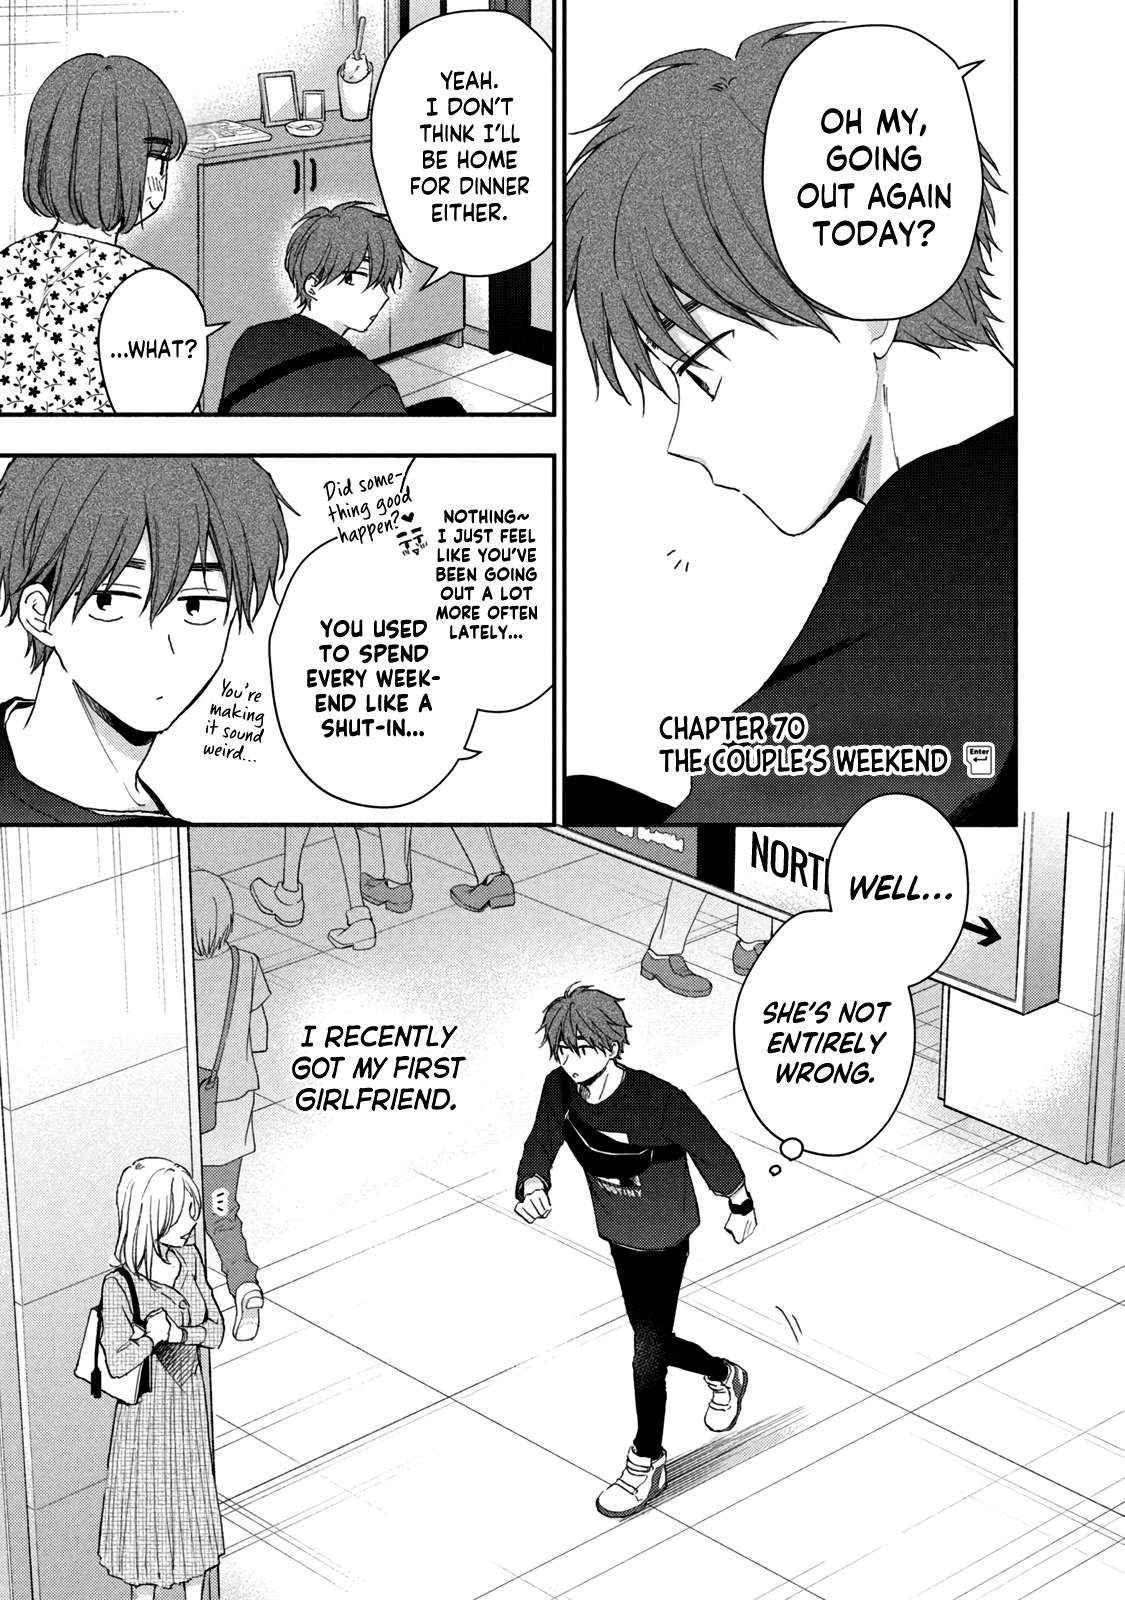 OH MY,
GOING
OUT AGAIN
TODAY?
CHAPTER 70
THE COUPLE'S WEEKEND
Enter
YEAH.
I DON'T
THINK I'LL
BE HOME
FOR DINNER
EITHER.
...WHAT?
NOTHING~
I JUST FEEL
LIKE YOU'VE
BEEN GOING
OUT A LOT
MORE OFTEN
LATELY...
Did some-
thing good
happen?♥
YOU USED
TO SPEND
EVERY WEEK-
END LIKE A
SHUT-IN...
You're
making
it sound
weird...
NORT
WELL...
SHE'S NOT
ENTIRELY
WRONG.
I RECENTLY
GOT MY FIRST
GIRLFRIEND.